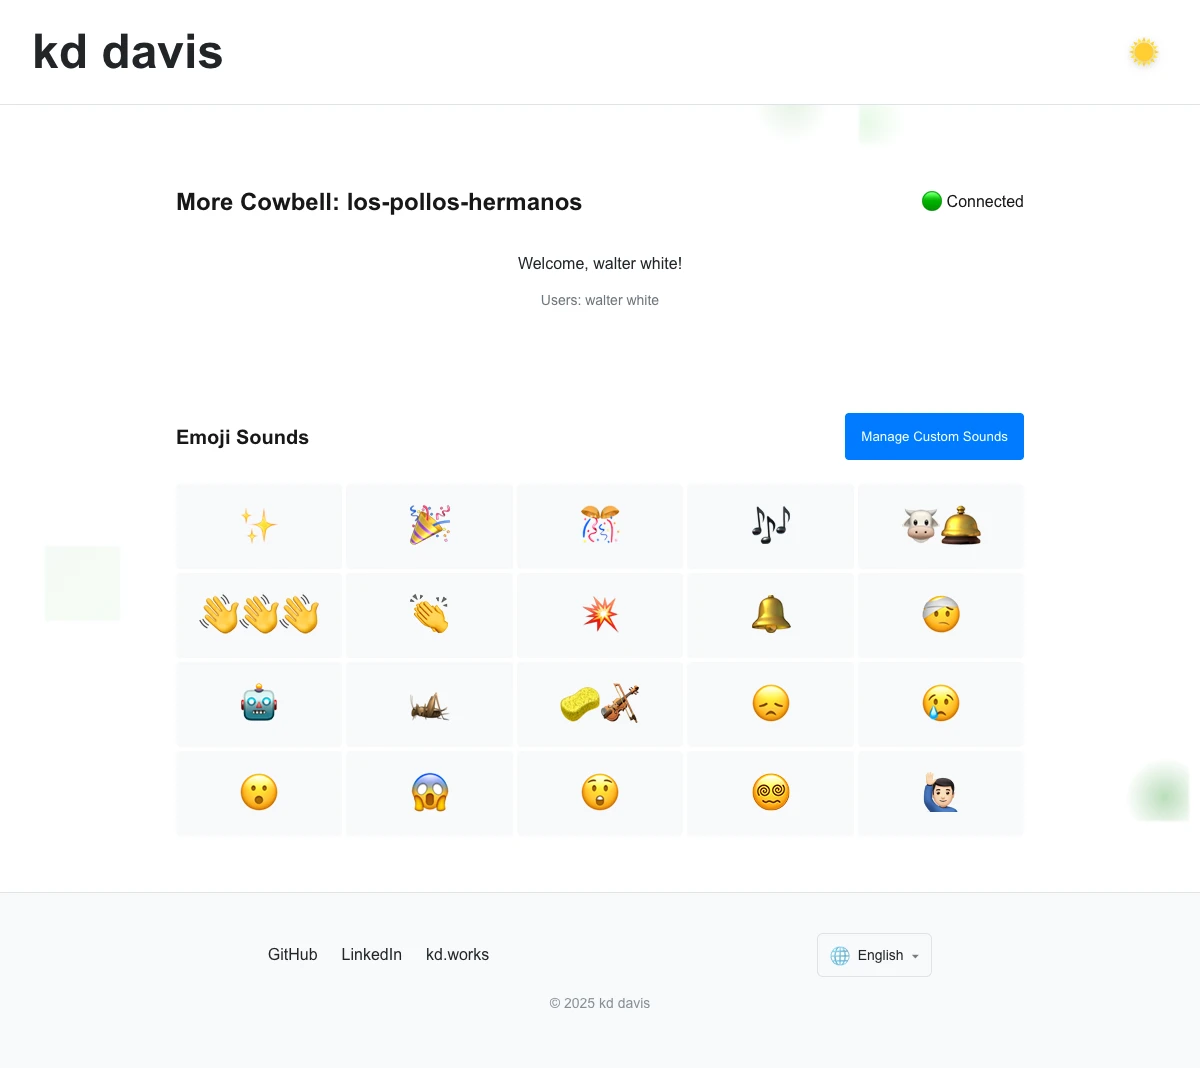 kd davis
More Cowbell: los-pollos-hermanos
Connected
Welcome, walter white!
Users: walter white
Emoji Sounds
Manage Custom Sounds
GitHub
LinkedIn
kd.works
English
© 2025 kd davis